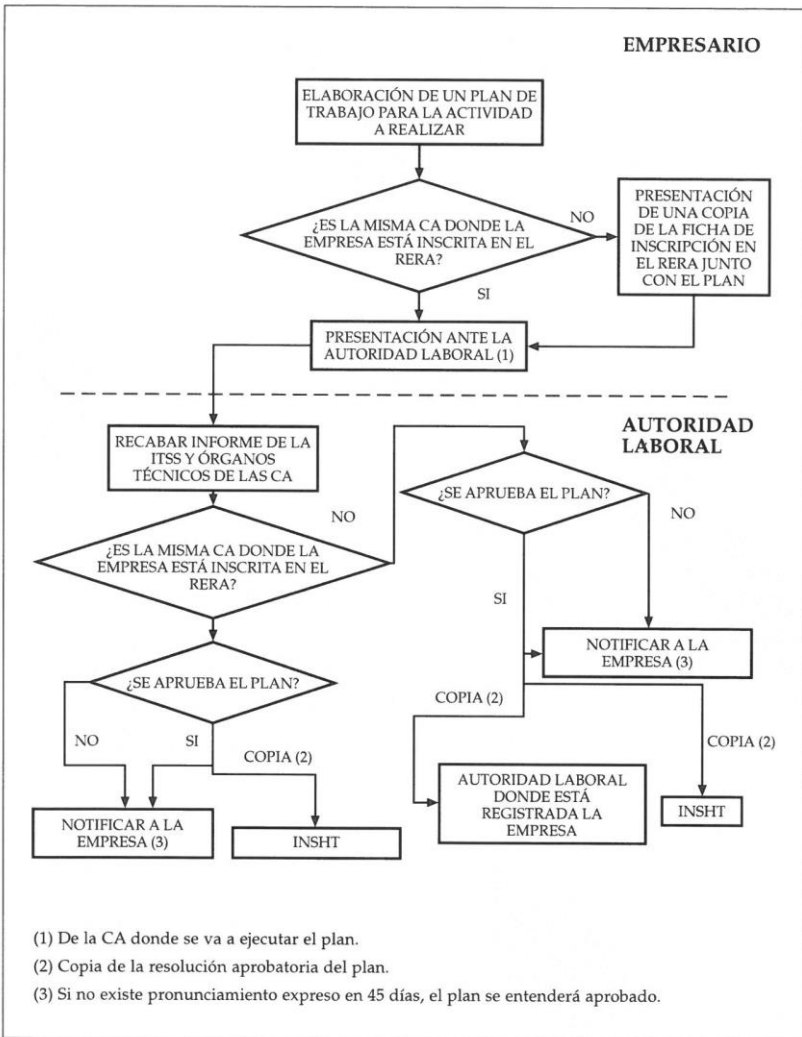 EMPRESARIO
ELABORACIÓN DE UN PLAN DE
TRABAJO PARA LA ACTIVIDAD
A REALIZAR
¿ES LA MISMA CA DONDE LA
EMPRESA ESTÁ INSCRITA EN EL
RERA?
NO
PRESENTACIÓN
DE UNA COPIA
DE LA FICHA DE
INSCRIPCIÓN EN
EL RERA JUNTO
CON EL PLAN
SI
PRESENTACIÓN ANTE LA
AUTORIDAD LABORAL (1)
AUTORIDAD
LABORAL
RECABAR INFORME DE LA
ITSS Y ÓRGANOS
TÉCNICOS DE LAS CA
¿ES LA MISMA CA DONDE LA
EMPRESA ESTÁ INSCRITA EN EL
RERA?
NO
¿SE APRUEBA EL PLAN?
NO
SI
NOTIFICAR A LA
EMPRESA (3)
COPIA (2)
COPIA (2)
AUTORIDAD LABORAL
DONDE ESTÁ
REGISTRADA LA
EMPRESA
INSHT
¿SE APRUEBA EL PLAN?
NO
SI
COPIA (2)
NOTIFICAR A LA
EMPRESA (3)
INSHT
(1) De la CA donde se va a ejecutar el plan.
(2) Copia de la resolución aprobatoria del plan.
(3) Si no existe pronunciamiento expreso en 45 días, el plan se entenderá aprobado.